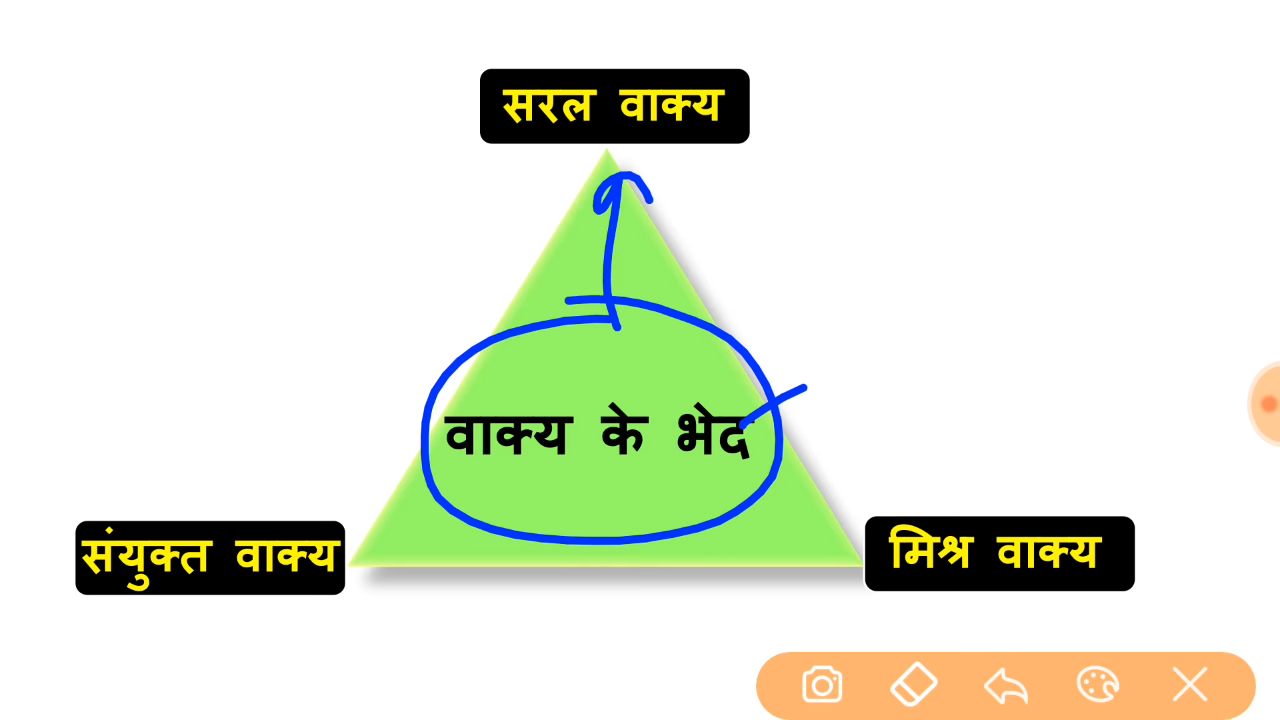 सरल वाक्य
वाक्य के भेद
संयुक्त वाक्य
मिश्र वाक्य